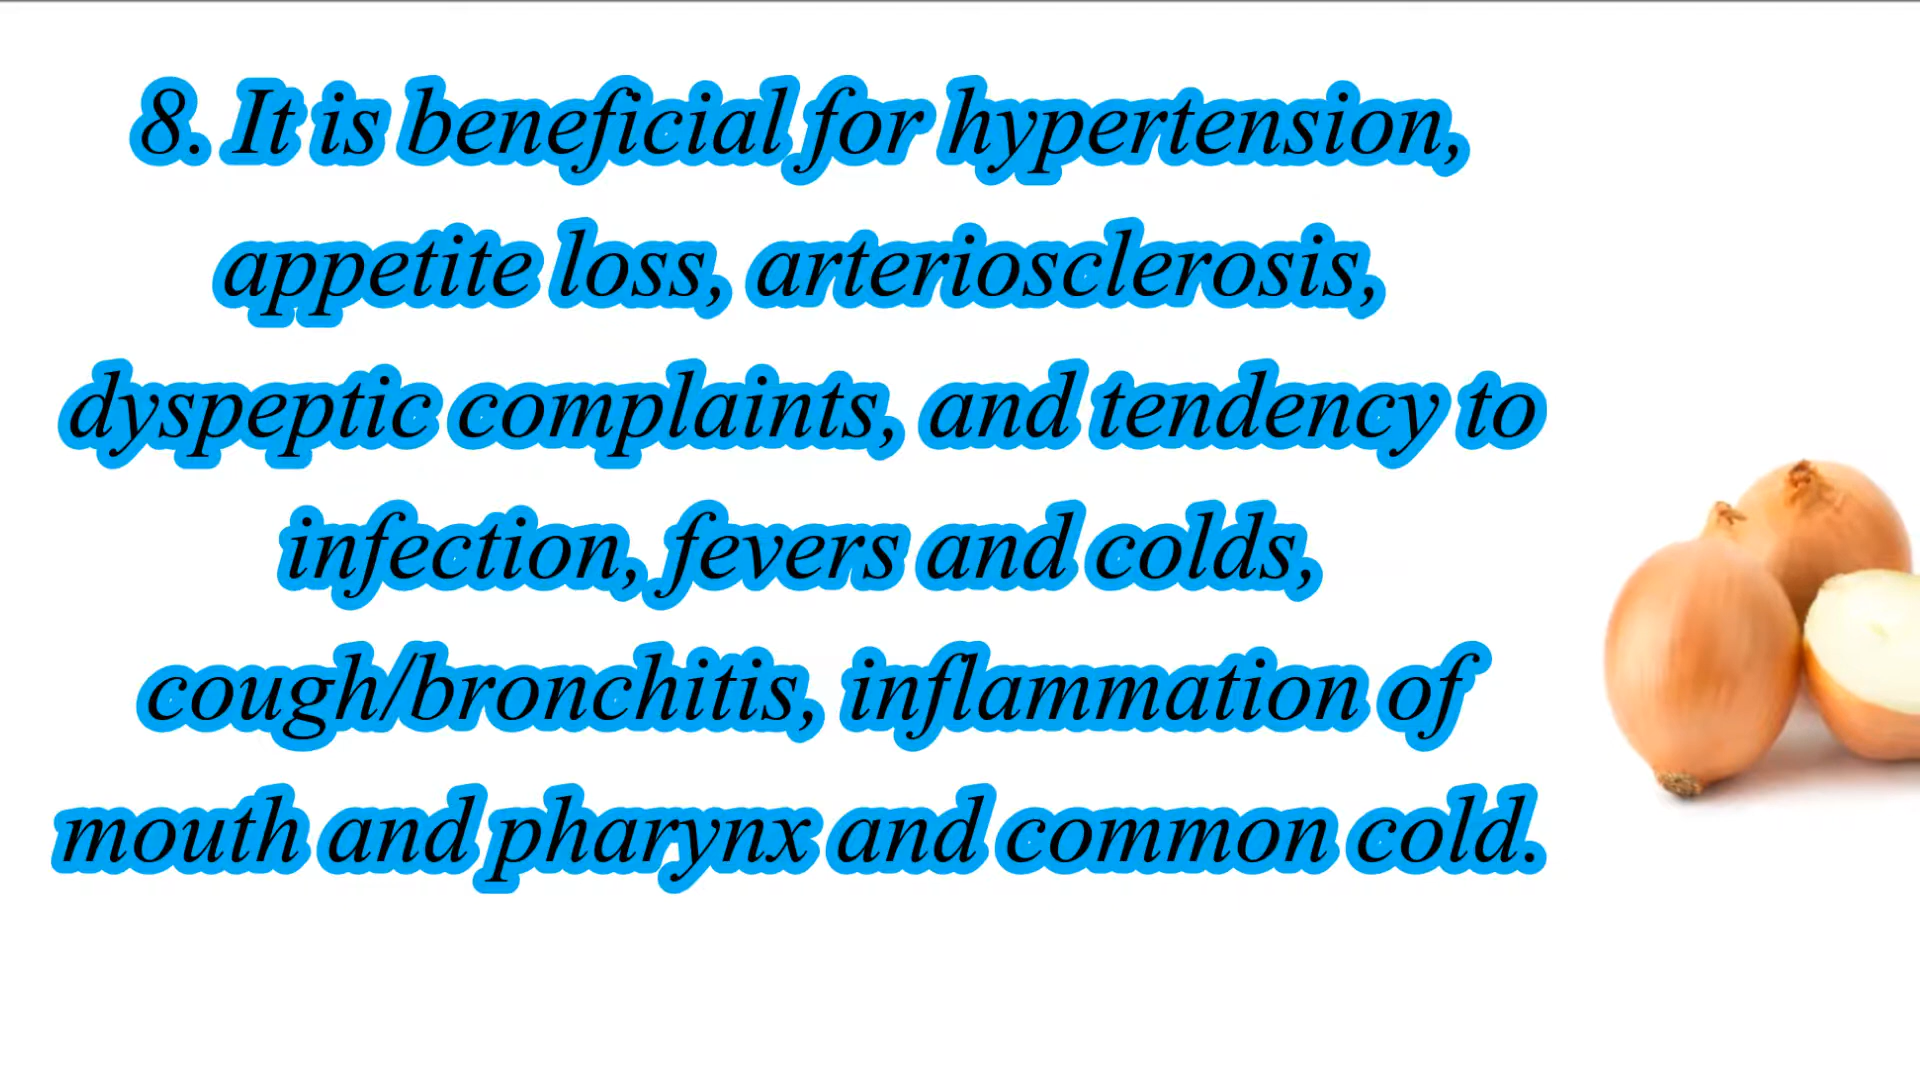 8. It is beneficial for hypertension,
appetite loss, arteriosclerosis,
dyspeptic complaints, and tendency to
infection, fevers and colds,
cough/bronchitis, inflammation of
mouth and pharynx and common cold.